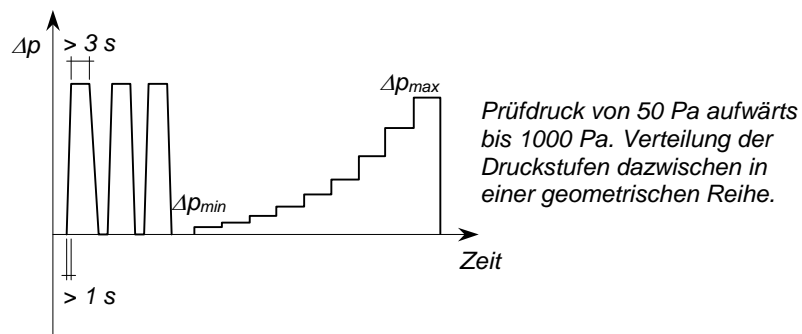 Δp
> 3 s
Δpmax
Prüfdruck von 50 Pa aufwärts
bis 1000 Pa. Verteilung der
Druckstufen dazwischen in
einer geometrischen Reihe.
Δpmin
Zeit
> 1 s